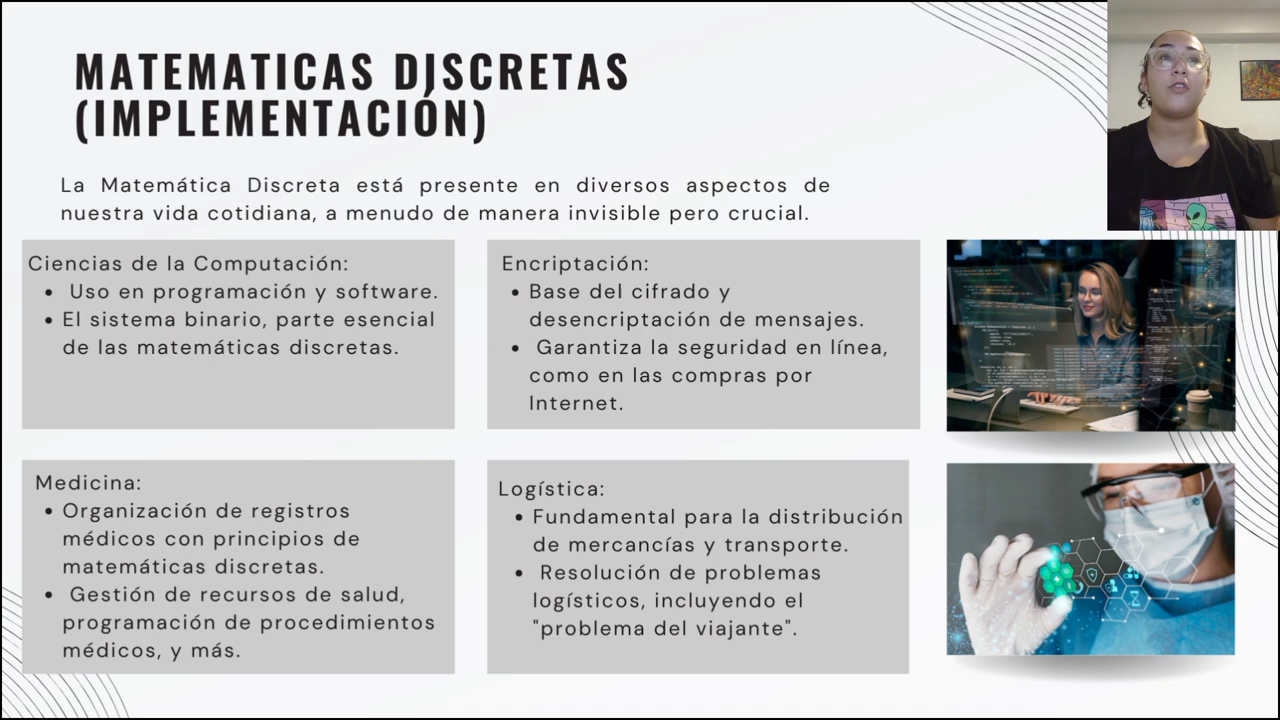 MATEMATICAS DISCRETAS
(IMPLEMENTACIÓN)
La Matemática Discreta está presente en diversos aspectos de
nuestra vida cotidiana, a menudo de manera invisible pero crucial.
Ciencias de la Computación:
• Uso en programación y software.
• El sistema binario, parte esencial
de las matemáticas discretas.
Encriptación:
• Base del cifrado y
desencriptación de mensajes.
• Garantiza la seguridad en línea,
como en las compras por
Internet.
Medicina:
• Organización de registros
médicos con principios de
matemáticas discretas.
• Gestión de recursos de salud,
programación de procedimientos
médicos, y más.
Logística:
• Fundamental para la distribución
de mercancías y transporte.
• Resolución de problemas
logísticos, incluyendo el
"problema del viajante".